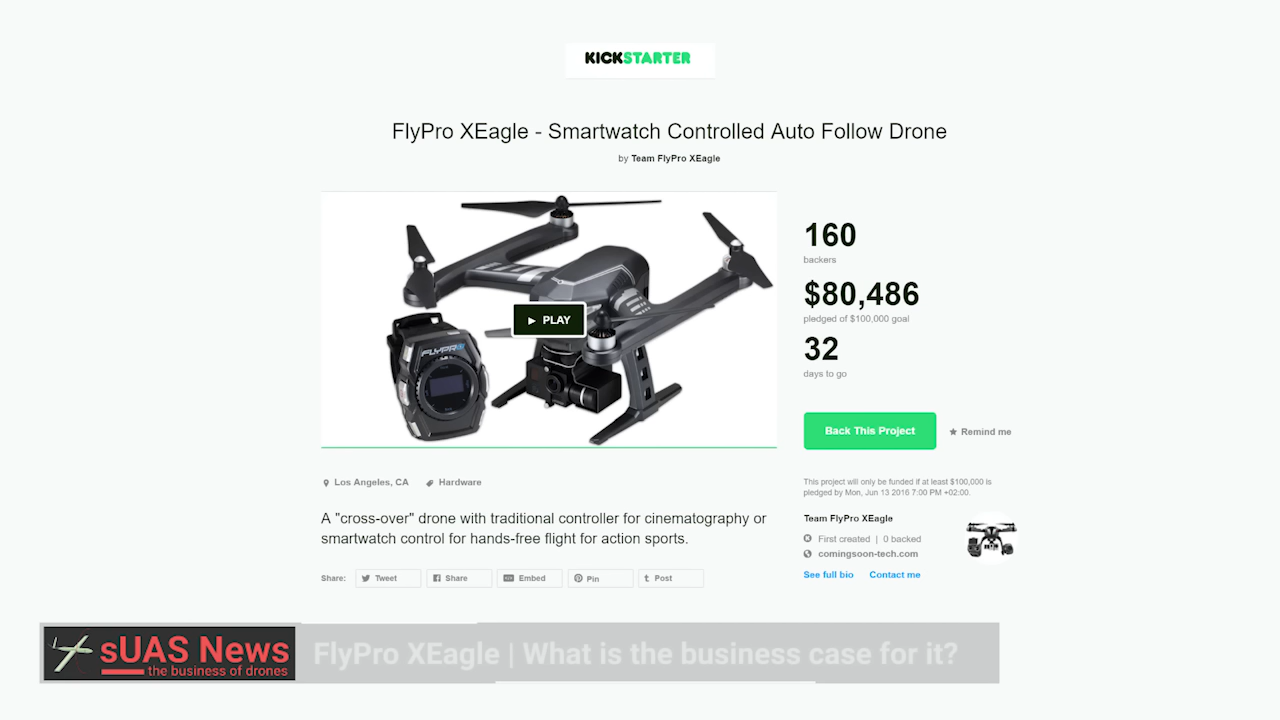 KICKSTARTER
FlyPro XEagle - Smartwatch Controlled Auto Follow Drone
by Team FlyPro XEagle
FLYPRO
PLAY
160
backers
$80,486
pledged of $100,000 goal
32
days to go
Back This Project
Remind me
Los Angeles, CA
Hardware
This project will only be funded if at least $100,000 is
pledged by Mon, Jun 13 2016 7:00 PM +02:00.
A "cross-over" drone with traditional controller for cinematography or
smartwatch control for hands-free flight for action sports.
Team FlyPro XEagle
First created | 0 backed
comingsoon-tech.com
See full bio
Contact me
Share:
Tweet
Share
Embed
Pin
Post
sUAS News
the business of drones
FlyPro XEagle | What is the business case for it?